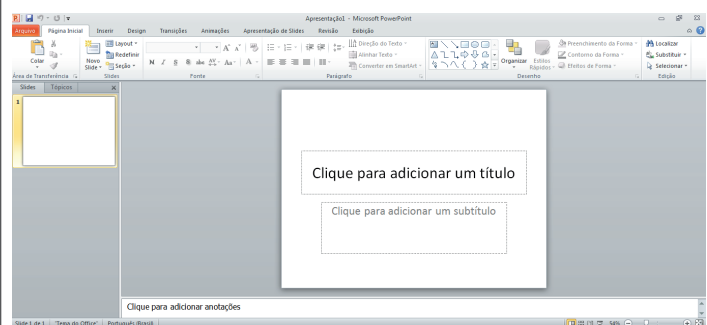 Apresentação1 - Microsoft PowerPoint
Arquivo Página Inicial Inserir Design Transições Animações Apresentação de Slides Revisão Exibição
Colar
Área de Transferência
Novo Slide
Layout
Redefinir
Seção
Slides
N I S S abc AV Aa A
Fonte
Direção do Texto
Alinhar Texto
Converter em SmartArt
Parágrafo
Organizar
Estilos Rápidos
Preenchimento da Forma
Contorno da Forma
Efeitos de Forma
Desenho
Localizar
Substituir
Selecionar
Edição
Slides Tópicos
1
Clique para adicionar um título
Clique para adicionar um subtítulo
Clique para adicionar anotações
Slide 1 de 1 "Tema do Office" Português (Brasil) 54%